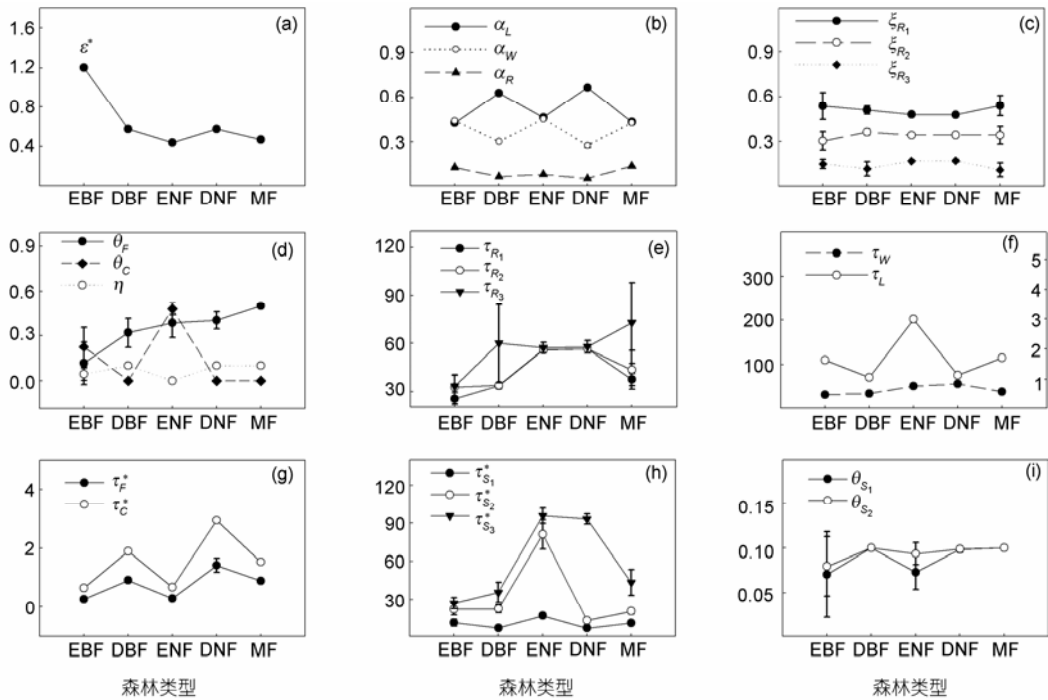 (a)
ε*
1.6
1.2
0.8
0.4
EBF DBF ENF DNF MF
(b)
α_L
α_W
α_R
0.9
0.6
0.3
EBF DBF ENF DNF MF
(c)
ξ_R1
ξ_R2
ξ_R3
0.9
0.6
0.3
EBF DBF ENF DNF MF
(d)
θ_F
θ_C
η
0.9
0.6
0.3
0.0
EBF DBF ENF DNF MF
(e)
τ_R1
τ_R2
τ_R3
120
90
60
30
EBF DBF ENF DNF MF
(f)
τ_W
τ_L
300
200
100
5
4
3
2
1
EBF DBF ENF DNF MF
(g)
τ*_F
τ*_C
4
2
0
EBF DBF ENF DNF MF
森林类型
(h)
τ*_S1
τ*_S2
τ*_S3
120
90
60
30
EBF DBF ENF DNF MF
森林类型
(i)
θ_S1
θ_S2
0.15
0.10
0.05
EBF DBF ENF DNF MF
森林类型